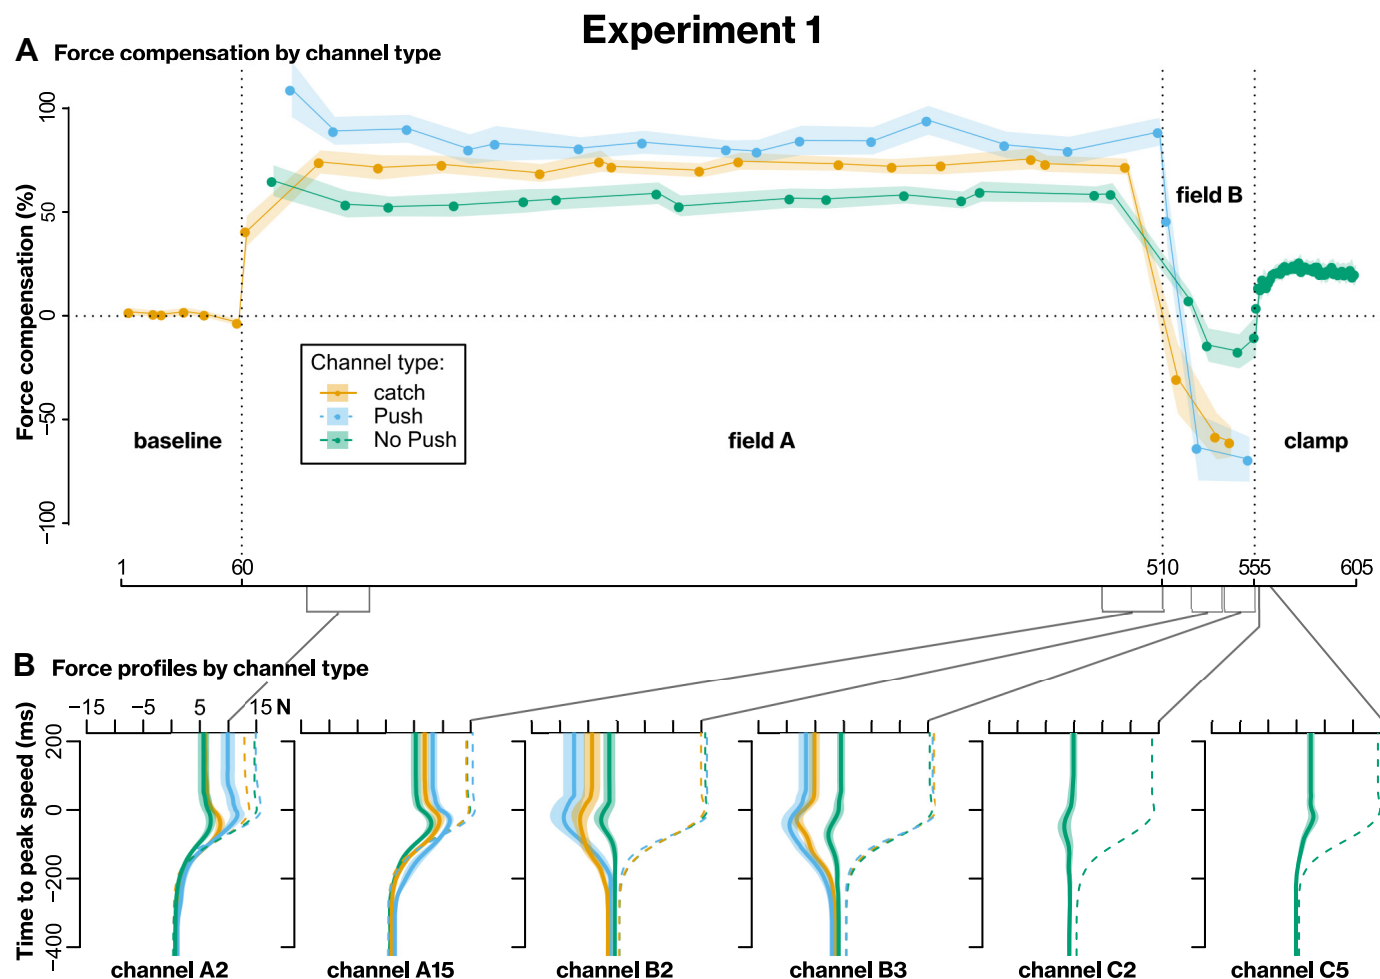 Experiment 1
A Force compensation by channel type
Force compensation (%)
100
50
0
−50
−100
field B
Channel type:
catch
Push
No Push
baseline
field A
clamp
1
60
510
555
605
B Force profiles by channel type
−15
−5
5
15 N
Time to peak speed (ms)
200
0
−200
−400
channel A2
channel A15
channel B2
channel B3
channel C2
channel C5